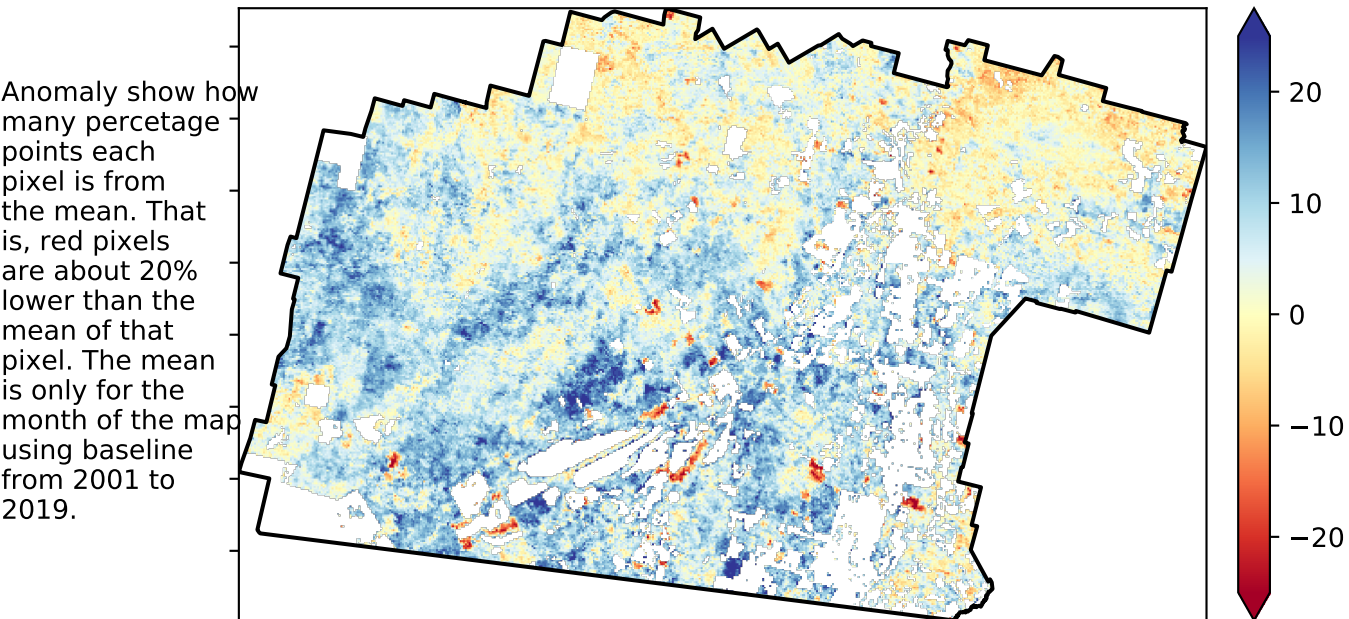 Anomaly show how
many percetage
points each
pixel is from
the mean. That
is, red pixels
are about 20%
lower than the
mean of that
pixel. The mean
is only for the
month of the map
using baseline
from 2001 to
2019.
20
10
0
−10
−20